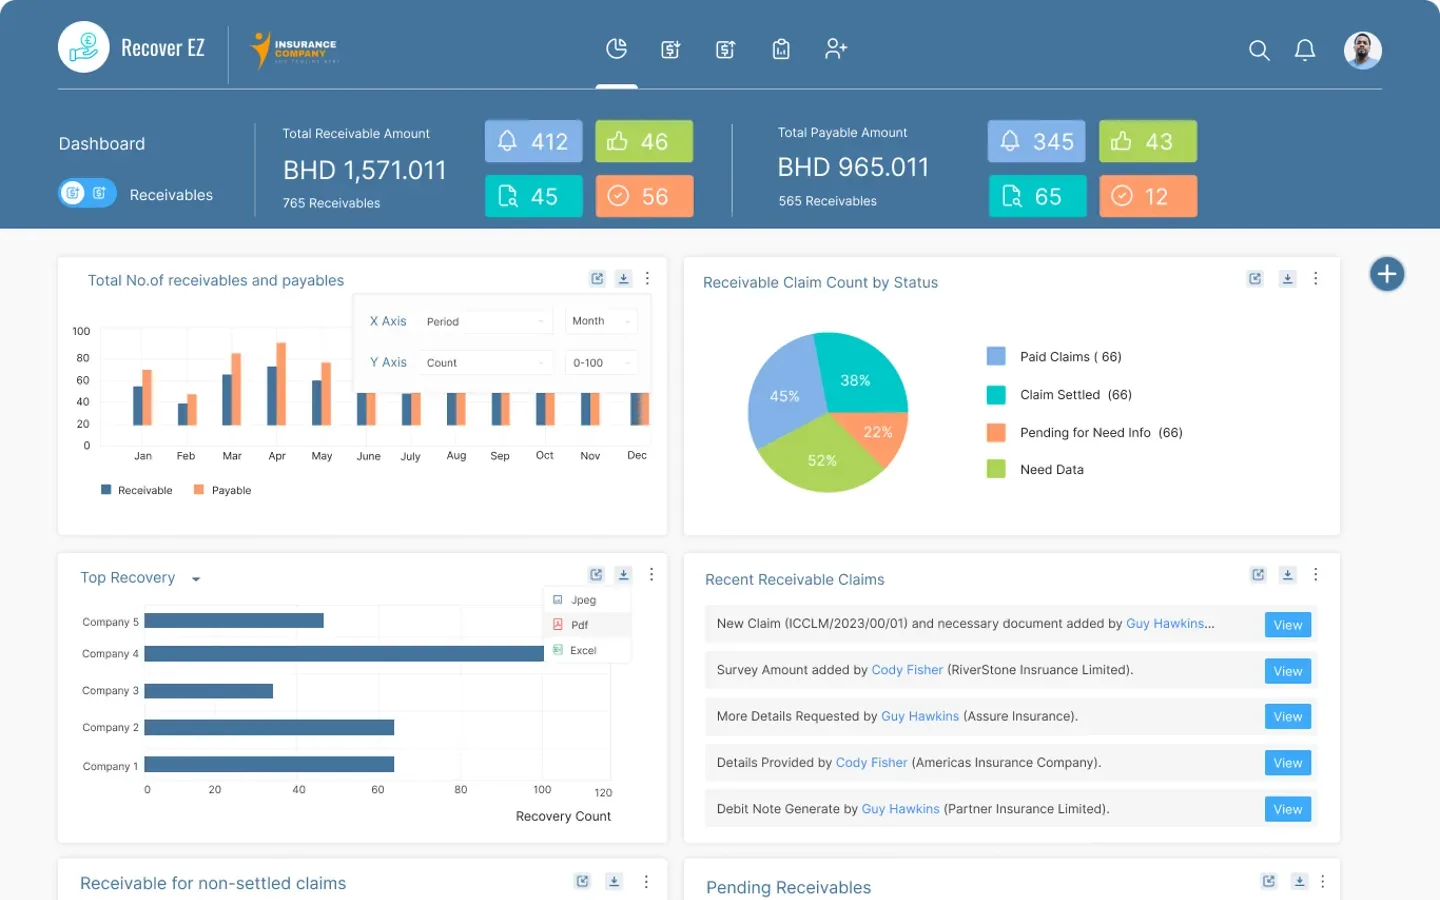 Recover EZ
INSURANCE
COMPANY
Dashboard
Receivables
Total Receivable Amount
BHD 1,571.011
765 Receivables
412
46
45
56
Total Payable Amount
BHD 965.011
565 Receivables
345
43
65
12
Total No.of receivables and payables
X Axis Period Month
Y Axis Count 0-100
100
80
60
40
20
0
Jan Feb Mar Apr May June July Aug Sep Oct Nov Dec
Receivable Payable
Receivable Claim Count by Status
45%
38%
22%
52%
Paid Claims ( 66)
Claim Settled (66)
Pending for Need Info (66)
Need Data
Top Recovery
Jpeg
Pdf
Excel
Company 5
Company 4
Company 3
Company 2
Company 1
0 20 40 60 80 100 120
Recovery Count
Recent Receivable Claims
New Claim (ICCLM/2023/00/01) and necessary document added by Guy Hawkins... View
Survey Amount added by Cody Fisher (RiverStone Insruance Limited). View
More Details Requested by Guy Hawkins (Assure Insurance). View
Details Provided by Cody Fisher (Americas Insurance Company). View
Debit Note Generate by Guy Hawkins (Partner Insurance Limited). View
Receivable for non-settled claims
Pending Receivables